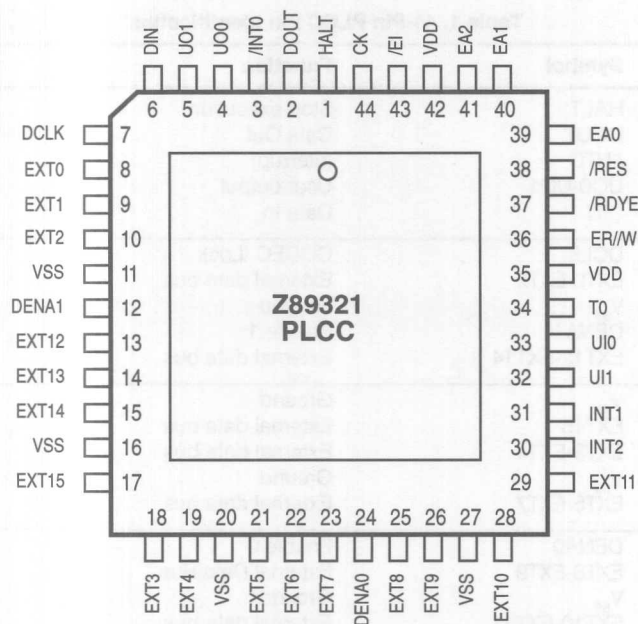 DIN UO1 UO0 /INT0 DOUT HALT CK /EI VDD EA2 EA1
6 5 4 3 2 1 44 43 42 41 40
DCLK 7 39 EA0
EXT0 8 38 /RES
EXT1 9 37 /RDYE
EXT2 10 36 ER//W
VSS 11 35 VDD
DENA1 12 34 T0
EXT12 13 33 UI0
EXT13 14 32 UI1
EXT14 15 31 INT1
VSS 16 30 INT2
EXT15 17 29 EXT11
Z89321
PLCC
18 19 20 21 22 23 24 25 26 27 28
EXT3 EXT4 VSS EXT5 EXT6 EXT7 DENA0 EXT8 EXT9 VSS EXT10